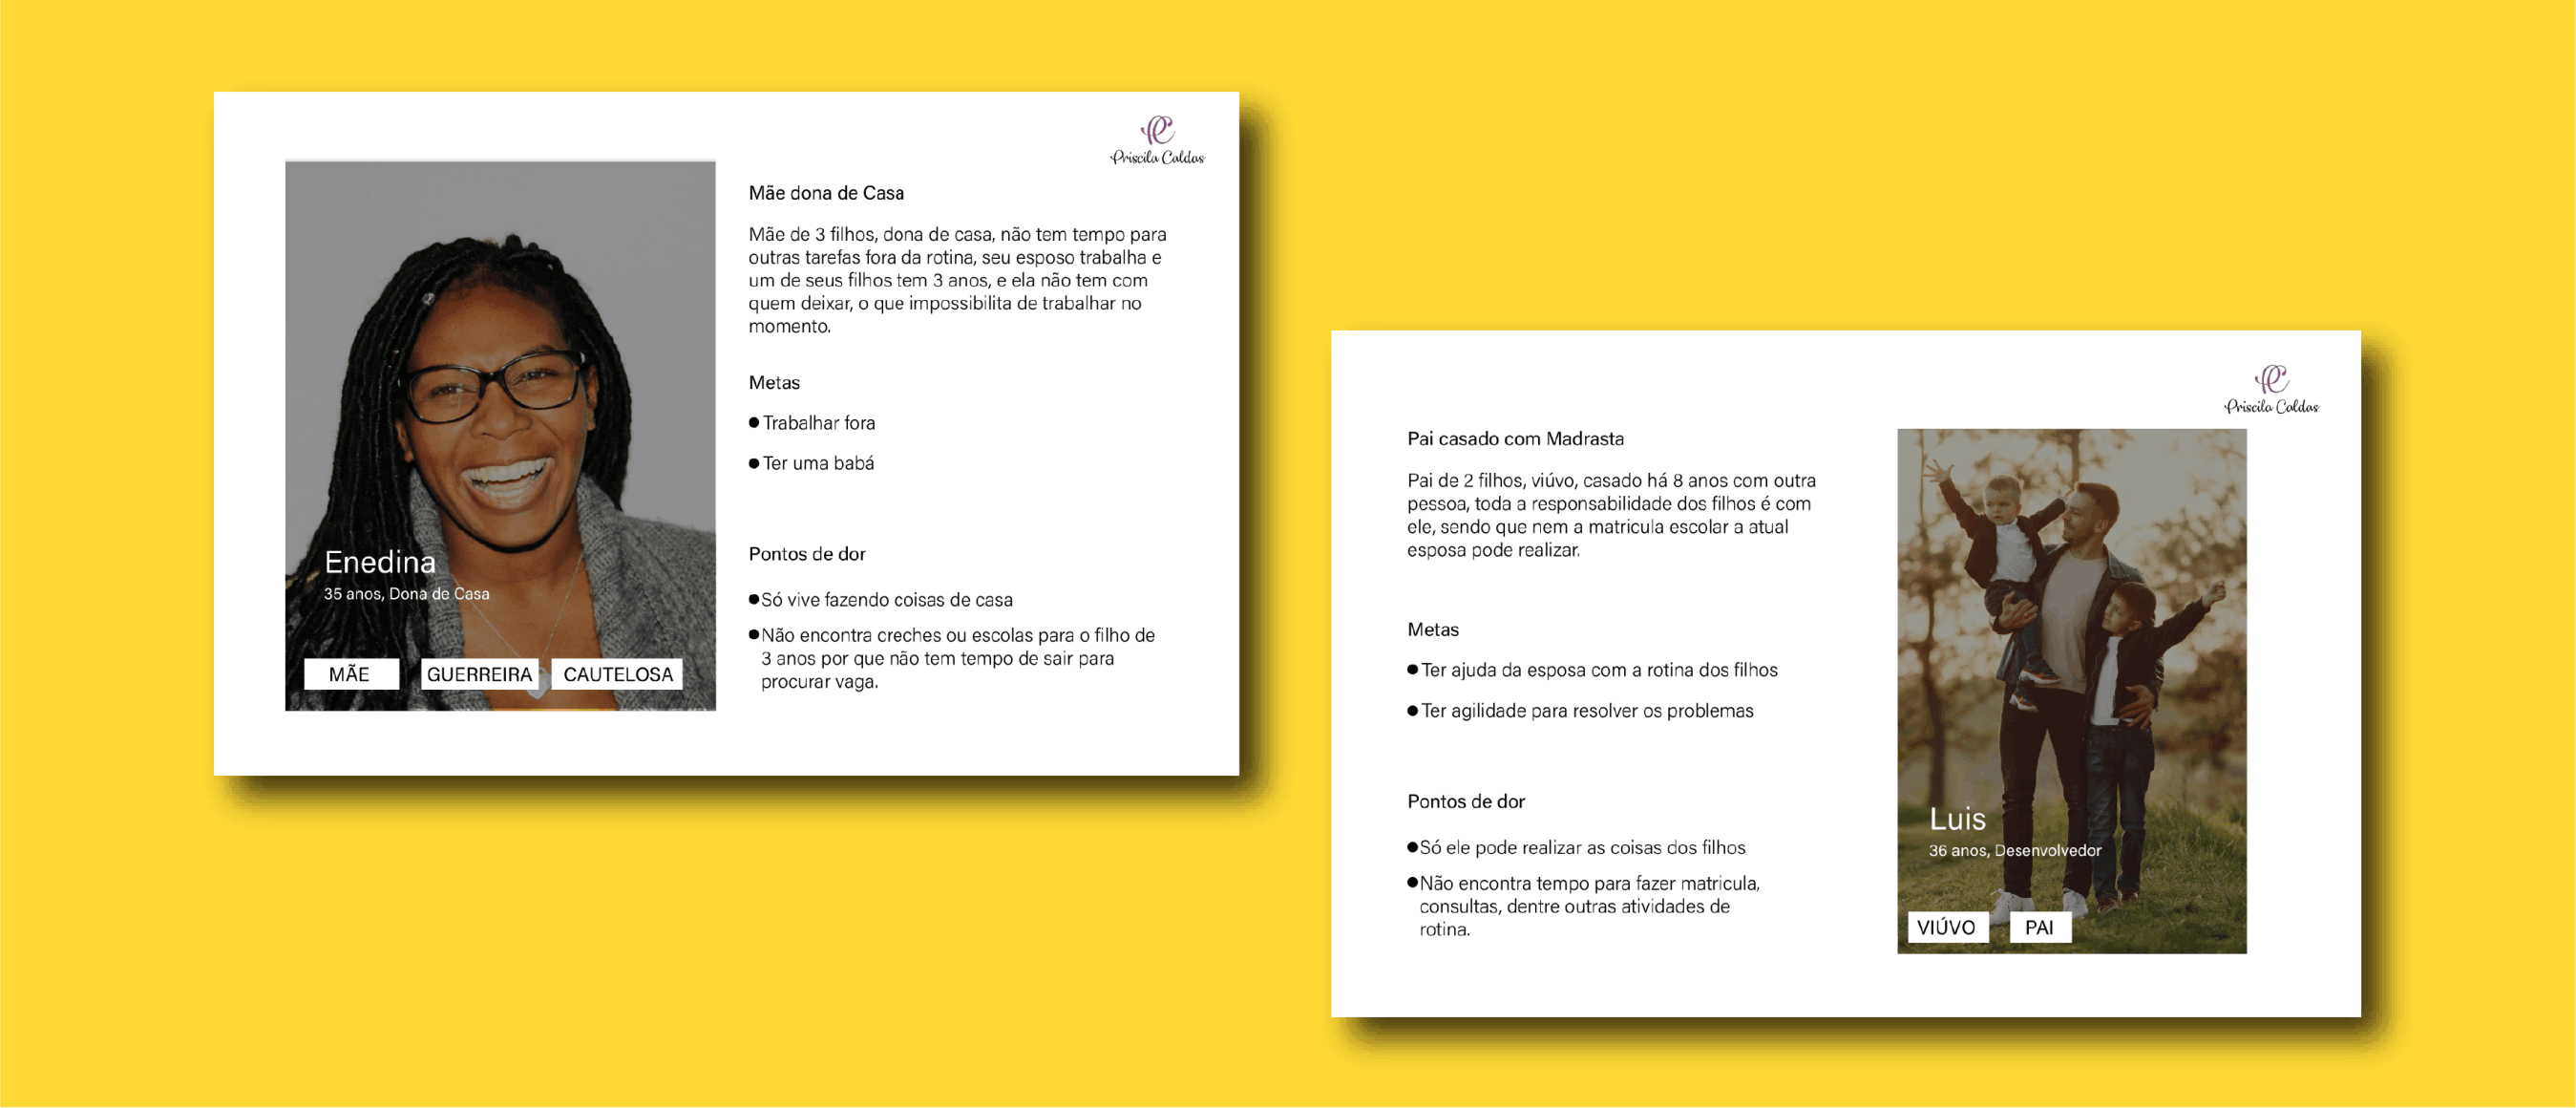 Priscila Caldas
Mãe dona de Casa
Mãe de 3 filhos, dona de casa, não tem tempo para
outras tarefas fora da rotina, seu esposo trabalha e
um de seus filhos tem 3 anos, e ela não tem com
quem deixar, o que impossibilita de trabalhar no
momento.
Metas
● Trabalhar fora
● Ter uma babá
Pontos de dor
● Só vive fazendo coisas de casa
● Não encontra creches ou escolas para o filho de
3 anos por que não tem tempo de sair para
procurar vaga.
Enedina
35 anos, Dona de Casa
MÃE
GUERREIRA
CAUTELOSA
Priscila Caldas
Pai casado com Madrasta
Pai de 2 filhos, viúvo, casado há 8 anos com outra
pessoa, toda a responsabilidade dos filhos é com
ele, sendo que nem a matricula escolar a atual
esposa pode realizar.
Metas
● Ter ajuda da esposa com a rotina dos filhos
● Ter agilidade para resolver os problemas
Pontos de dor
● Só ele pode realizar as coisas dos filhos
● Não encontra tempo para fazer matricula,
consultas, dentre outras atividades de
rotina.
Luis
36 anos, Desenvolvedor
VIÚVO
PAI